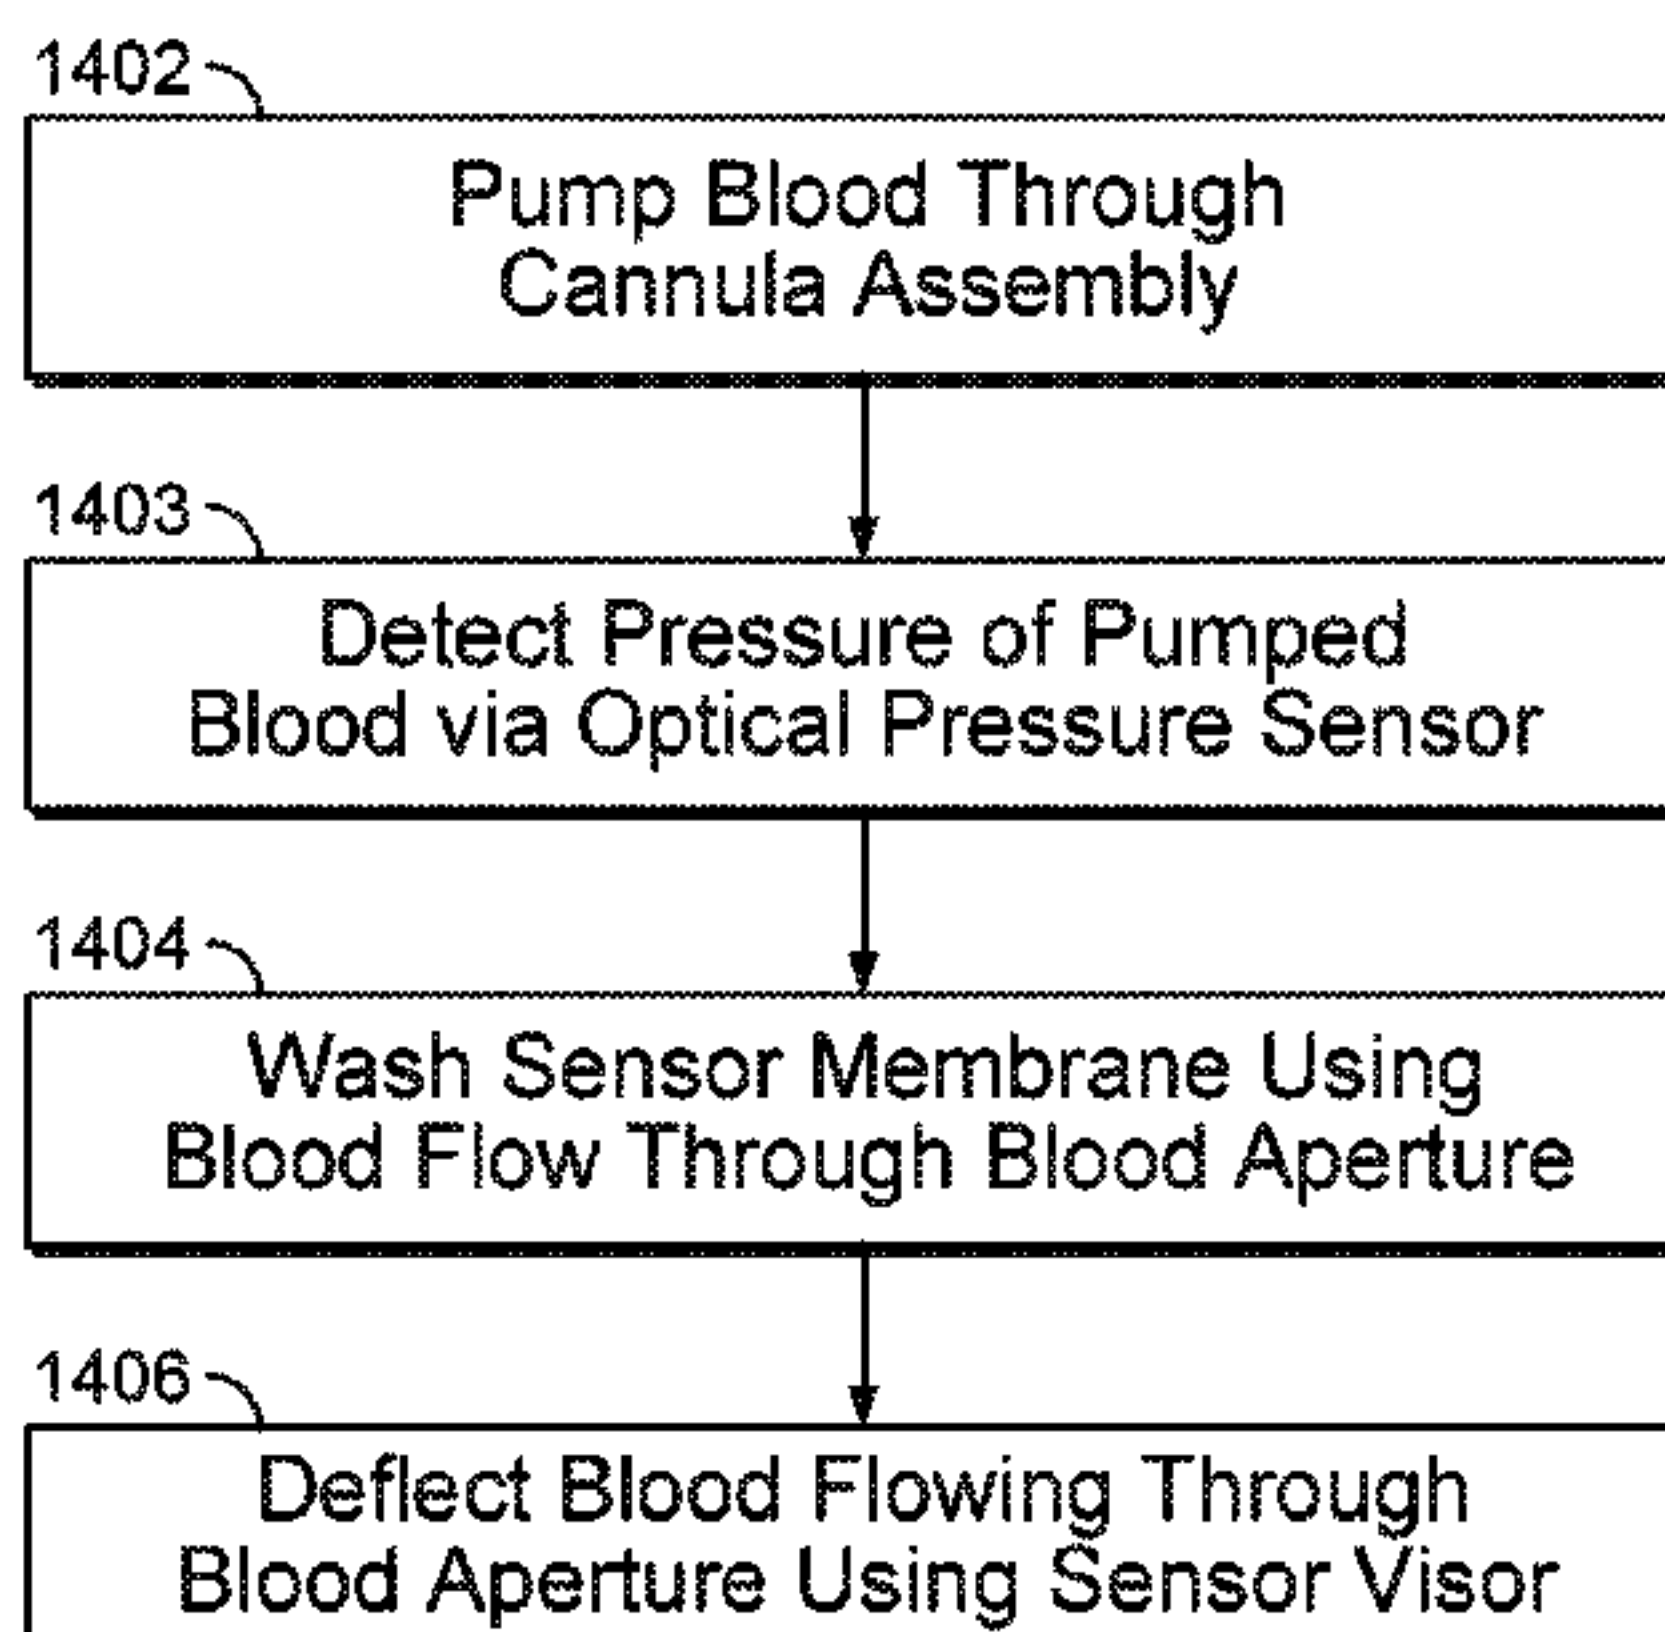 1402
Pump Blood Through
Cannula Assembly
1403
Detect Pressure of Pumped
Blood via Optical Pressure Sensor
1404
Wash Sensor Membrane Using
Blood Flow Through Blood Aperture
1406
Deflect Blood Flowing Through
Blood Aperture Using Sensor Visor